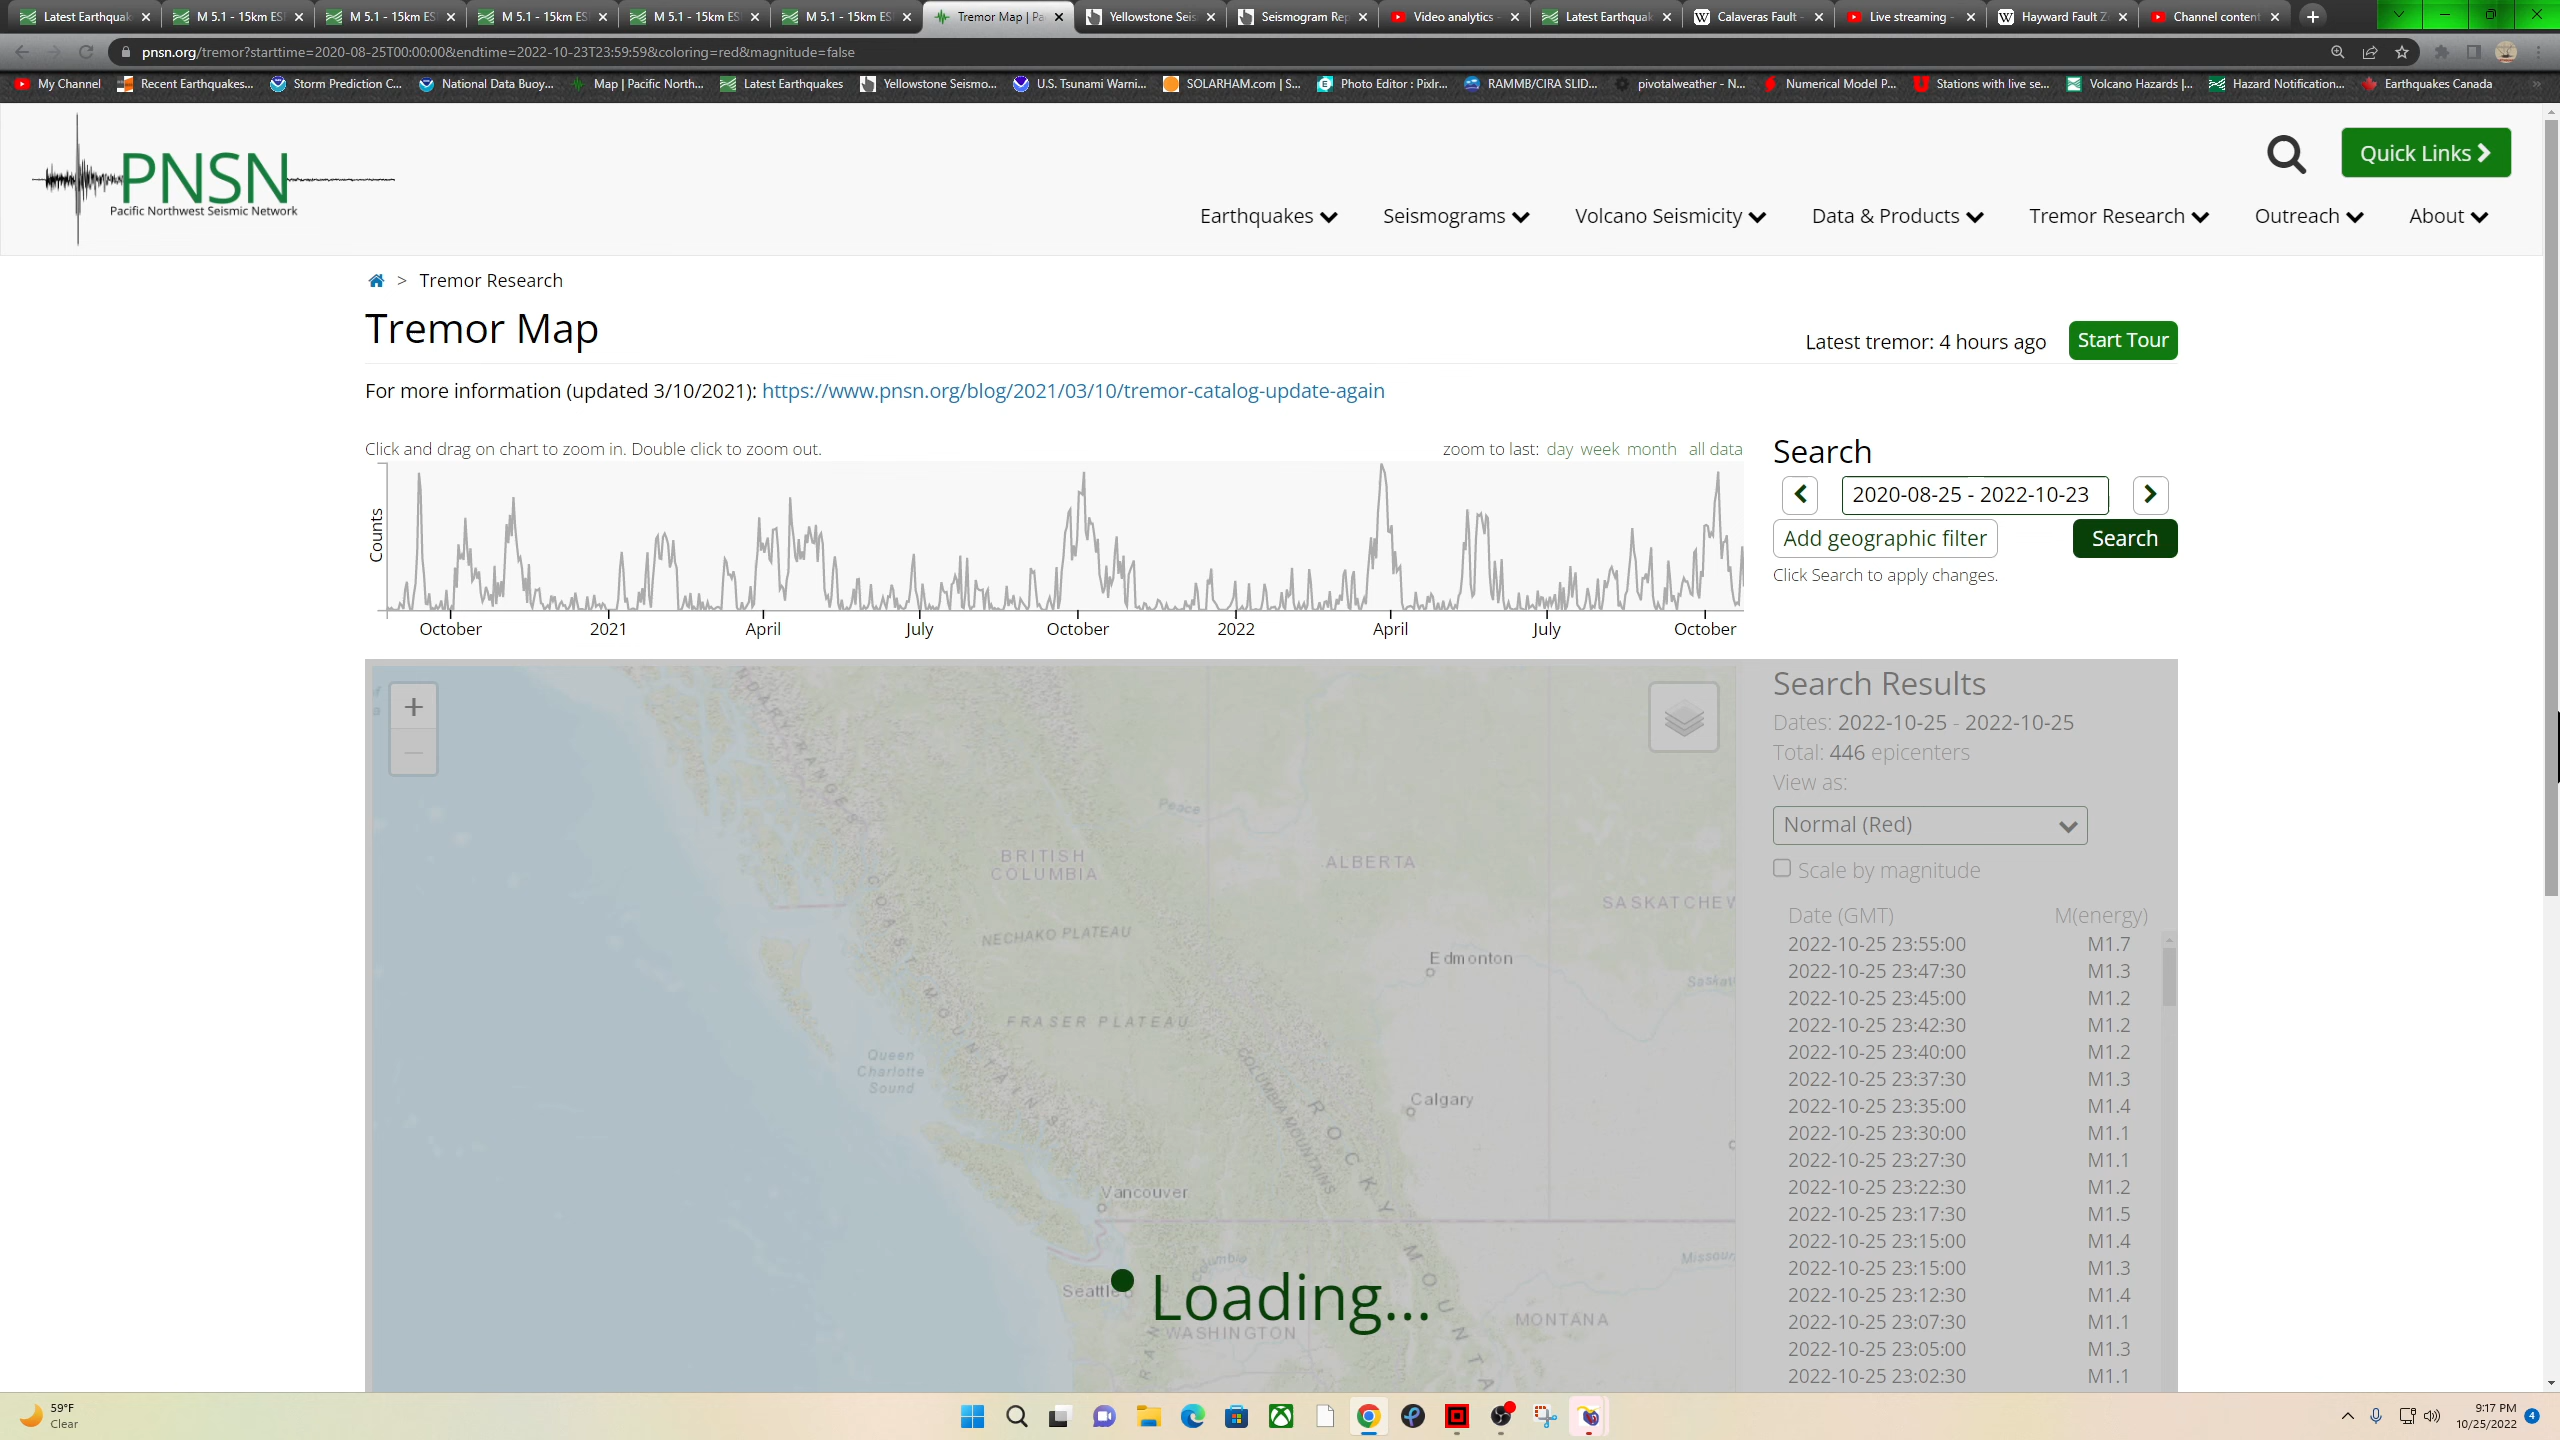 Latest Earthquak
M 5.1 - 15km ES
M 5.1 - 15km ES
M 5.1 - 15km ES
M 5.1 - 15km ES
M 5.1 - 15km ES
Tremor Map | Pa
Yellowstone Seis
Seismogram Rep
Video analytics -
Latest Earthquak
Calaveras Fault -
Live streaming -
Hayward Fault Z
Channel content
pnsn.org/tremor?starttime=2020-08-25T00:00:00&endtime=2022-10-23T23:59:59&coloring=red&magnitude=false
My Channel
Recent Earthquakes...
Storm Prediction C...
National Data Buoy...
Map | Pacific North...
Latest Earthquakes
Yellowstone Seismo...
U.S. Tsunami Warni...
SOLARHAM.com | S...
Photo Editor : Pixlr...
RAMMB/CIRA SLID...
pivotalweather - N...
Numerical Model P...
Stations with live se...
Volcano Hazards |...
Hazard Notification...
Earthquakes Canada
PNSN
Pacific Northwest Seismic Network
Quick Links
Earthquakes
Seismograms
Volcano Seismicity
Data & Products
Tremor Research
Outreach
About
> Tremor Research
Tremor Map
Latest tremor: 4 hours ago
Start Tour
For more information (updated 3/10/2021): https://www.pnsn.org/blog/2021/03/10/tremor-catalog-update-again
Click and drag on chart to zoom in. Double click to zoom out.
zoom to last: day week month all data
Counts
October
2021
April
July
October
2022
April
July
October
Search
2020-08-25 - 2022-10-23
Add geographic filter
Search
Click Search to apply changes.
+
−
Peace
BRITISH
COLUMBIA
ALBERTA
SASKATCHEW
NECHAKO PLATEAU
Edmonton
Saskat
FRASER PLATEAU
Queen
Charlotte
Sound
COAST MOUNTAINS
COLUMBIA MOUNTAINS
ROCKY MOUNTA
Calgary
Vancouver
Columbia
Missour
Seattle
Loading...
WASHINGTON
MONTANA
Search Results
Dates: 2022-10-25 - 2022-10-25
Total: 446 epicenters
View as:
Normal (Red)
Scale by magnitude
Date (GMT) M(energy)
2022-10-25 23:55:00 M1.7
2022-10-25 23:47:30 M1.3
2022-10-25 23:45:00 M1.2
2022-10-25 23:42:30 M1.2
2022-10-25 23:40:00 M1.2
2022-10-25 23:37:30 M1.3
2022-10-25 23:35:00 M1.4
2022-10-25 23:30:00 M1.1
2022-10-25 23:27:30 M1.1
2022-10-25 23:22:30 M1.2
2022-10-25 23:17:30 M1.5
2022-10-25 23:15:00 M1.4
2022-10-25 23:15:00 M1.3
2022-10-25 23:12:30 M1.4
2022-10-25 23:07:30 M1.1
2022-10-25 23:05:00 M1.3
2022-10-25 23:02:30 M1.1
59°F
Clear
9:17 PM
10/25/2022
4